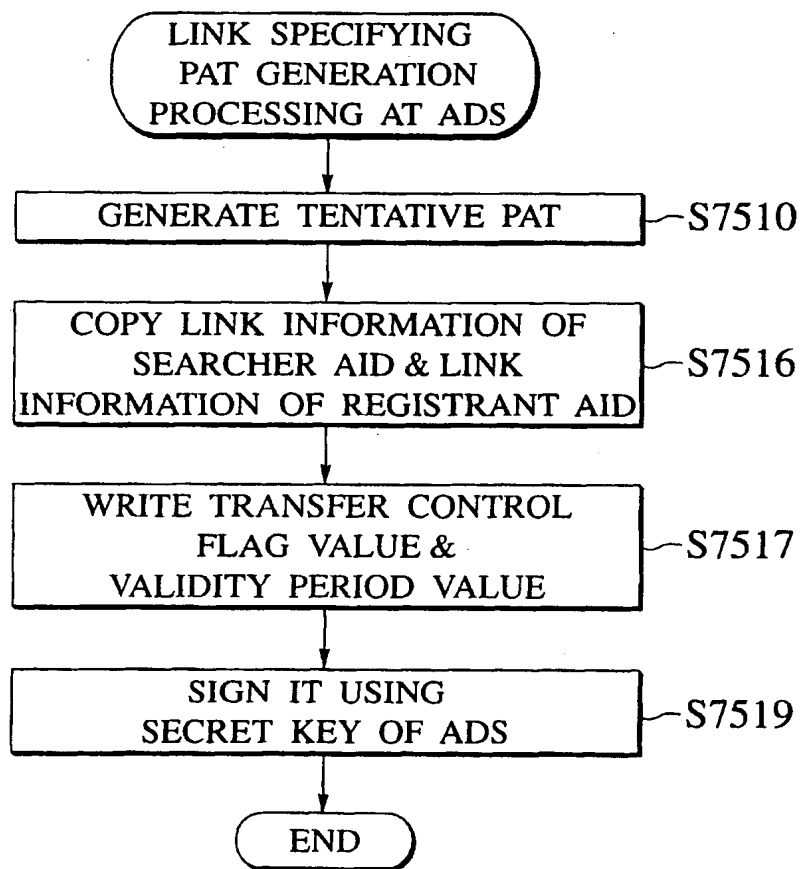 LINK SPECIFYING
PAT GENERATION
PROCESSING AT ADS
GENERATE TENTATIVE PAT
S7510
COPY LINK INFORMATION OF
SEARCHER AID & LINK
INFORMATION OF REGISTRANT AID
S7516
WRITE TRANSFER CONTROL
FLAG VALUE &
VALIDITY PERIOD VALUE
S7517
SIGN IT USING
SECRET KEY OF ADS
S7519
END